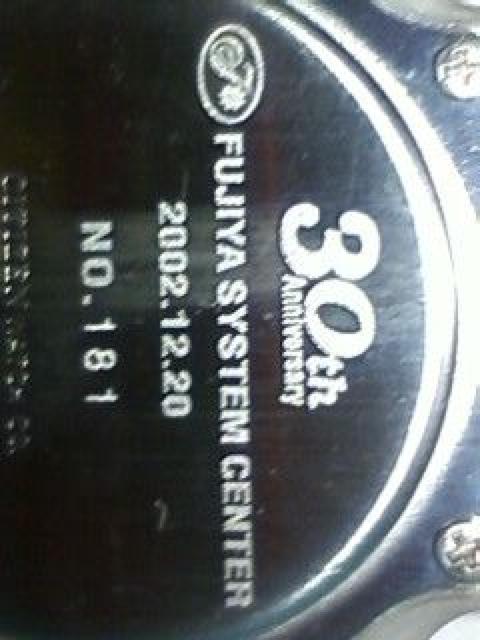 30th
Anniversary
FUJIYA SYSTEM CENTER
2002.12.20
NO.181